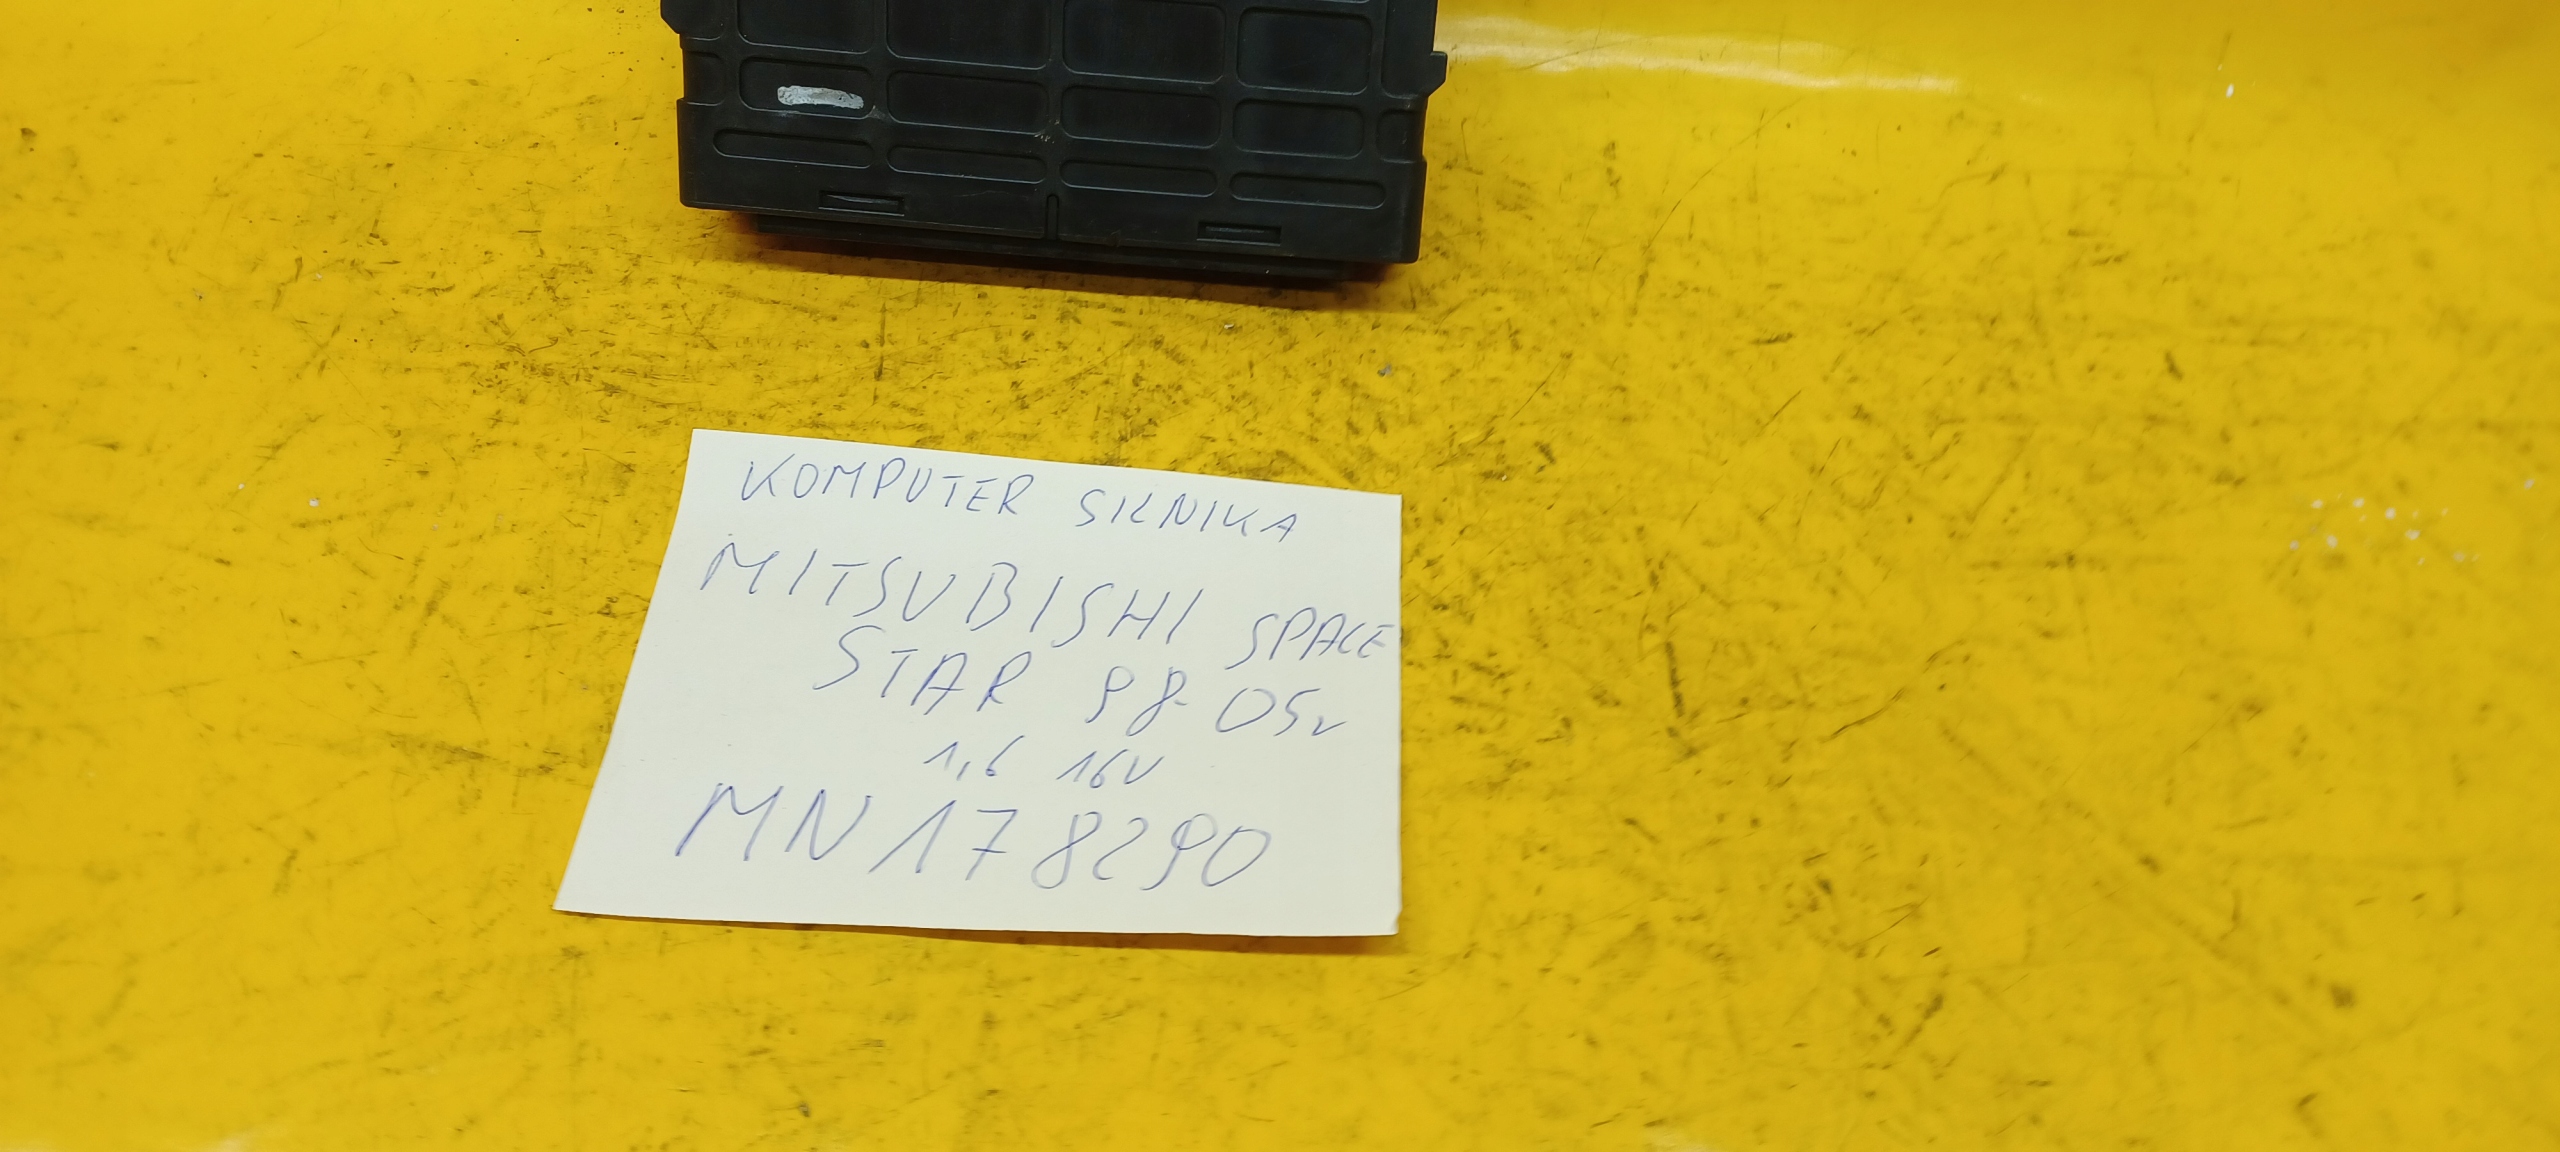 KOMPUTER SILNIKA
MITSUBISHI SPACE
STAR 98-05r
1,6 16V
MN178290